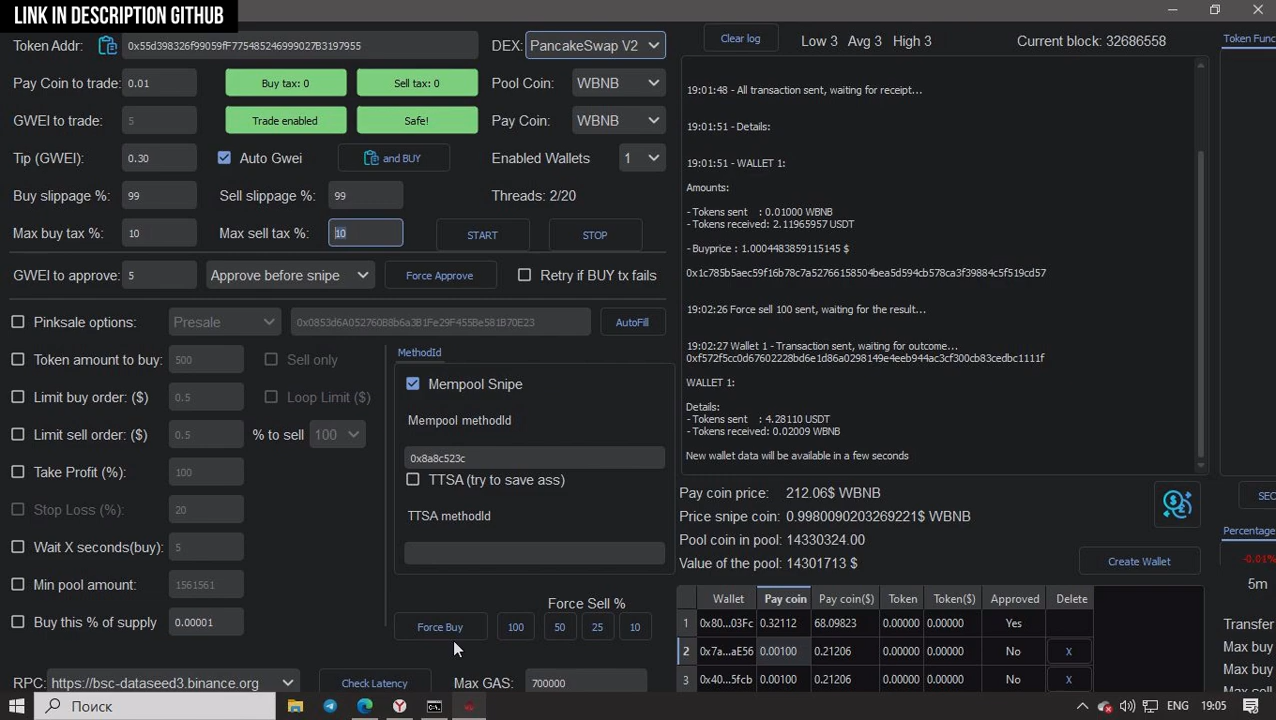 LINK IN DESCRIPTION GITHUB
Token Addr: 0x55d398326f99059fF775485246999027B3197955 DEX: PancakeSwap V2
Pay Coin to trade: 0.01 Buy tax: 0 Sell tax: 0 Pool Coin: WBNB
GWEI to trade: 5 Trade enabled Safe! Pay Coin: WBNB
Tip (GWEI): 0.30 Auto Gwei and BUY Enabled Wallets 1
Buy slippage %: 99 Sell slippage %: 99 Threads: 2/20
Max buy tax %: 10 Max sell tax %: 10 START STOP
GWEI to approve: 5 Approve before snipe Force Approve Retry if BUY tx fails
Pinksale options: Presale 0x0853d6A052760B8b6a3B1Fe29F455Be581B70E23 AutoFill
Token amount to buy: 500 Sell only
Limit buy order: ($) 0.5 Loop Limit ($)
Limit sell order: ($) 0.5 % to sell 100
Take Profit (%): 100
Stop Loss (%): 20
Wait X seconds(buy): 5
Min pool amount: 1561561
Buy this % of supply 0.00001
MethodId
Mempool Snipe
Mempool methodId
0x8a8c523c
TTSA (try to save ass)
TTSA methodId
Force Sell %
Force Buy 100 50 25 10
RPC: https://bsc-dataseed3.binance.org Check Latency Max GAS: 700000
Clear log Low 3 Avg 3 High 3 Current block: 32686558
19:01:48 - All transaction sent, waiting for receipt...
19:01:51 - Details:
19:01:51 - WALLET 1:
Amounts:
- Tokens sent : 0.01000 WBNB
- Tokens received: 2.11965957 USDT
- Buyprice : 1.0004483859115145 $
0x1c785b5aec59f16b78c7a52766158504bea5d594cb578ca3f39884c5f519cd57
19:02:26 Force sell 100 sent, waiting for the result...
19:02:27 Wallet 1 - Transaction sent, waiting for outcome...
0xf572f5cc0d67602228bd6e1d86a0298149e4eeb944ac3cf300cb83cedbc1111f
WALLET 1:
Details:
- Tokens sent : 4.28110 USDT
- Tokens received: 0.02009 WBNB
New wallet data will be available in a few seconds
Pay coin price: 212.06$ WBNB
Price snipe coin: 0.9980090203269221$ WBNB
Pool coin in pool: 14330324.00
Value of the pool: 14301713 $
Create Wallet
Wallet Pay coin Pay coin($) Token Token($) Approved Delete
1 0x80...03Fc 0.32112 68.09823 0.00000 0.00000 Yes
2 0x7a...aE56 0.00100 0.21206 0.00000 0.00000 No X
3 0x40...5fcb 0.00100 0.21206 0.00000 0.00000 No X
Token Func
SEC
Percentage
-0.01%
5m
Transfer
Max buy
Max buy
Max sell
Поиск
ENG 19:05